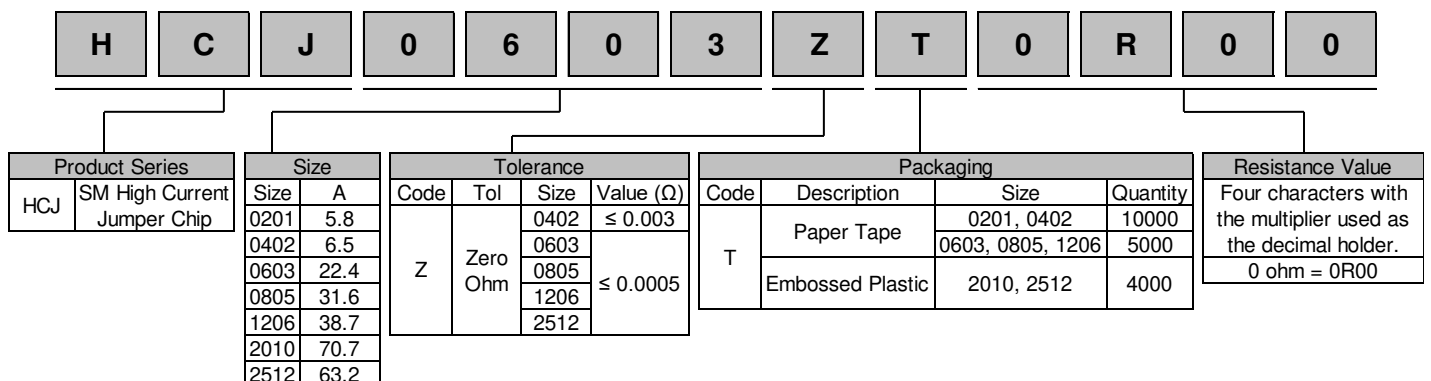 H C J 0 6 0 3 Z T 0 R 0 0
Product Series
HCJ SM High Current Jumper Chip
Size
Size A
0201 5.8
0402 6.5
0603 22.4
0805 31.6
1206 38.7
2010 70.7
2512 63.2
Tolerance
Code Tol Size Value (Ω)
Z Zero Ohm 0402 ≤ 0.003
0603 ≤ 0.0005
0805
1206
2512
Packaging
Code Description Size Quantity
T Paper Tape 0201, 0402 10000
0603, 0805, 1206 5000
Embossed Plastic 2010, 2512 4000
Resistance Value
Four characters with
the multiplier used as
the decimal holder.
0 ohm = 0R00